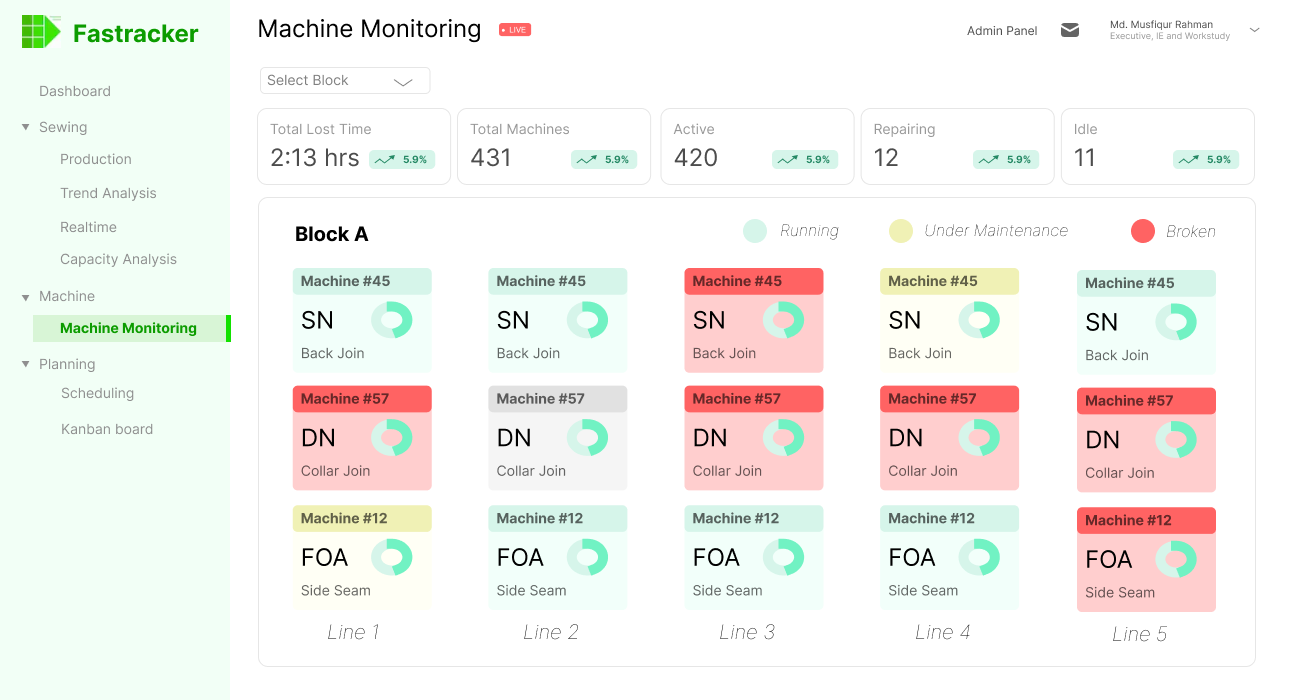 Fastracker
Machine Monitoring
LIVE
Admin Panel
Md. Musfiqur Rahman
Executive, IE and Workstudy
Dashboard
Sewing
Production
Trend Analysis
Realtime
Capacity Analysis
Machine
Machine Monitoring
Planning
Scheduling
Kanban board
Select Block
Total Lost Time
2:13 hrs
5.9%
Total Machines
431
5.9%
Active
420
5.9%
Repairing
12
5.9%
Idle
11
5.9%
Block A
Running
Under Maintenance
Broken
Machine #45
SN
Back Join
Machine #45
SN
Back Join
Machine #45
SN
Back Join
Machine #45
SN
Back Join
Machine #45
SN
Back Join
Machine #57
DN
Collar Join
Machine #57
DN
Collar Join
Machine #57
DN
Collar Join
Machine #57
DN
Collar Join
Machine #57
DN
Collar Join
Machine #12
FOA
Side Seam
Machine #12
FOA
Side Seam
Machine #12
FOA
Side Seam
Machine #12
FOA
Side Seam
Machine #12
FOA
Side Seam
Line 1
Line 2
Line 3
Line 4
Line 5